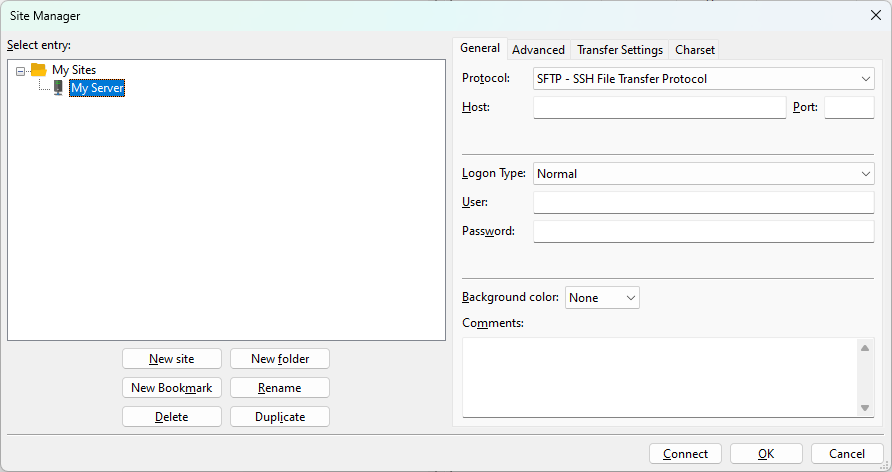 Site Manager
Select entry:
My Sites
My Server
New site
New folder
New Bookmark
Rename
Delete
Duplicate
General
Advanced
Transfer Settings
Charset
Protocol:
SFTP - SSH File Transfer Protocol
Host:
Port:
Logon Type:
Normal
User:
Password:
Background color:
None
Comments:
Connect
OK
Cancel